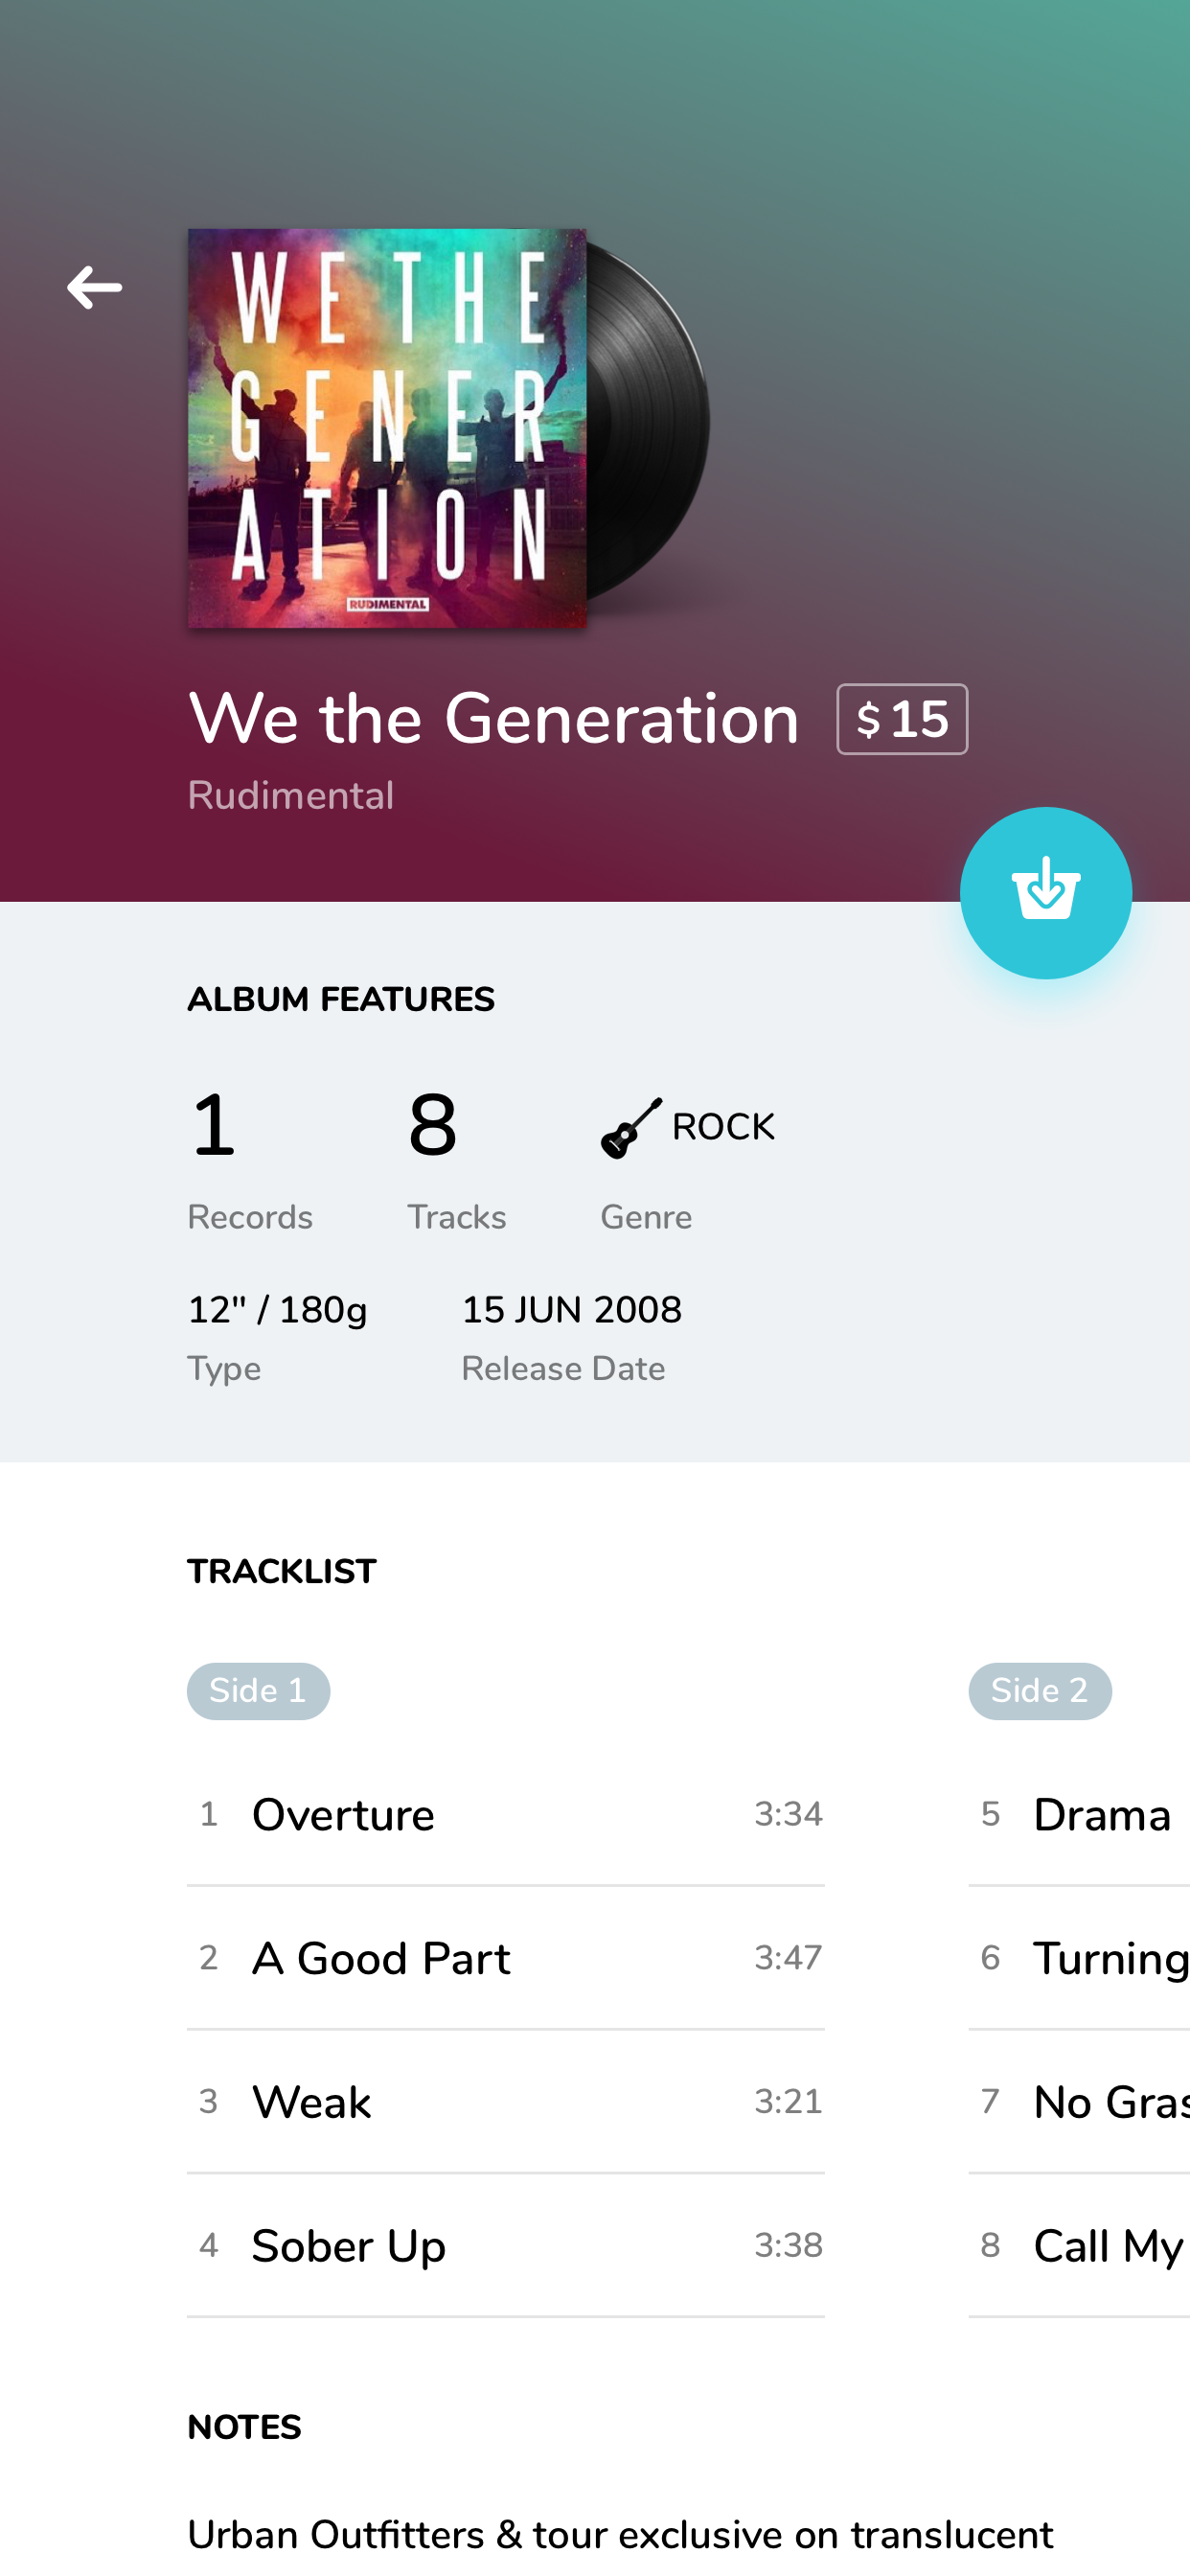 WE THE
GENER
ATION
RUDIMENTAL
We the Generation
$ 15
Rudimental
ALBUM FEATURES
1
8
ROCK
Records
Tracks
Genre
12" / 180g
15 JUN 2008
Type
Release Date
TRACKLIST
Side 1
1 Overture 3:34
2 A Good Part 3:47
3 Weak 3:21
4 Sober Up 3:38
Side 2
5 Drama
6 Turning
7 No
8 Call My
NOTES
Urban Outfitters & tour exclusive on translucent